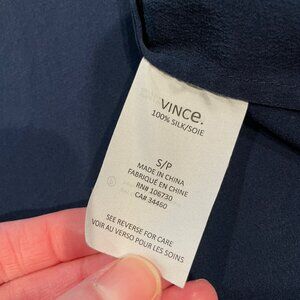 VINCE.
100% SILK/SOIE
S/P
MADE IN CHINA
FABRIQUÉ EN CHINE
RN# 106730
CA# 34460
SEE REVERSE FOR CARE
VOIR AU VERSO POUR LES SOINS